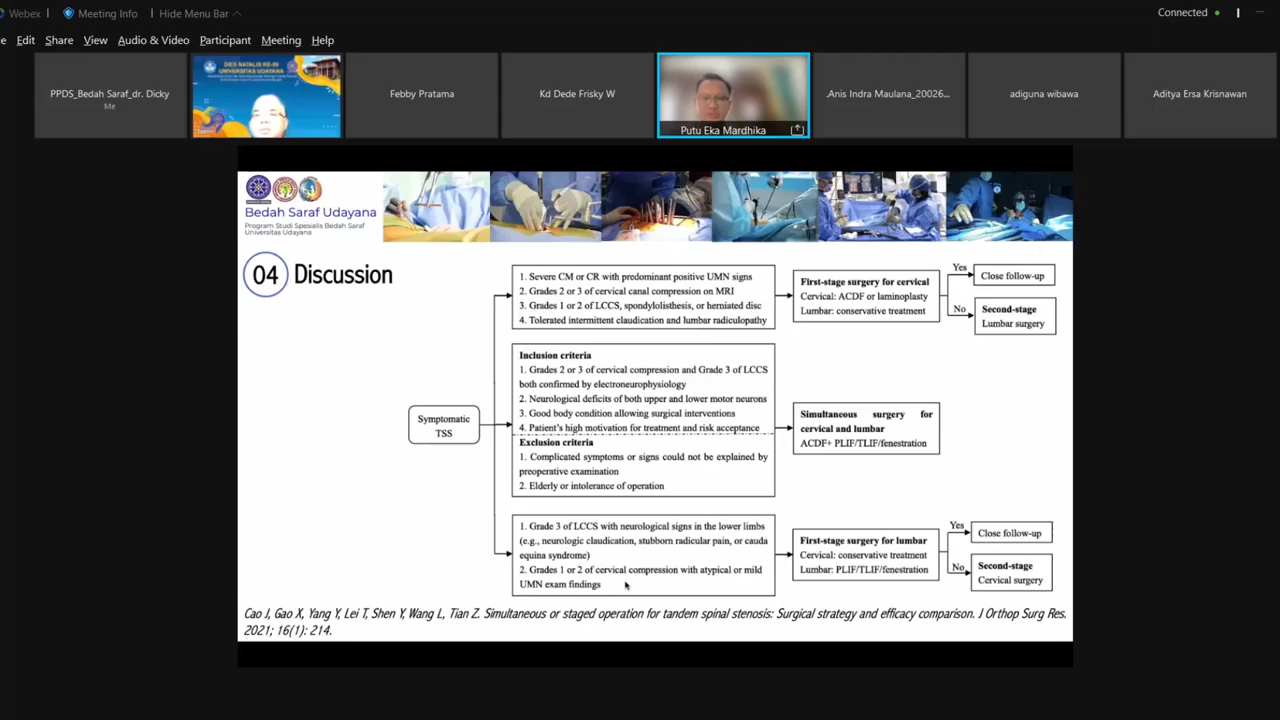 Webex
Meeting Info
Hide Menu Bar
Connected
e Edit Share View Audio & Video Participant Meeting Help
PPDS_Bedah Saraf_dr. Dicky
Me
DIES NATALIS KE-59
UNIVERSITAS UDAYANA
Febby Pratama
Kd Dede Frisky W
Putu Eka Mardhika
.Anis Indra Maulana_20026...
adiguna wibawa
Aditya Ersa Krisnawan
Bedah Saraf Udayana
Program Studi Spesialis Bedah Saraf
Universitas Udayana
04 Discussion
Symptomatic
TSS
1. Severe CM or CR with predominant positive UMN signs
2. Grades 2 or 3 of cervical canal compression on MRI
3. Grades 1 or 2 of LCCS, spondylolisthesis, or herniated disc
4. Tolerated intermittent claudication and lumbar radiculopathy
First-stage surgery for cervical
Cervical: ACDF or laminoplasty
Lumbar: conservative treatment
Yes
Close follow-up
No
Second-stage
Lumbar surgery
Inclusion criteria
1. Grades 2 or 3 of cervical compression and Grade 3 of LCCS
both confirmed by electroneurophysiology
2. Neurological deficits of both upper and lower motor neurons
3. Good body condition allowing surgical interventions
4. Patient's high motivation for treatment and risk acceptance
Exclusion criteria
1. Complicated symptoms or signs could not be explained by
preoperative examination
2. Elderly or intolerance of operation
Simultaneous surgery for
cervical and lumbar
ACDF+ PLIF/TLIF/fenestration
1. Grade 3 of LCCS with neurological signs in the lower limbs
(e.g., neurologic claudication, stubborn radicular pain, or cauda
equina syndrome)
2. Grades 1 or 2 of cervical compression with atypical or mild
UMN exam findings
First-stage surgery for lumbar
Cervical: conservative treatment
Lumbar: PLIF/TLIF/fenestration
Yes
Close follow-up
No
Second-stage
Cervical surgery
Cao J, Gao X, Yang Y, Lei T, Shen Y, Wang L, Tian Z. Simultaneous or staged operation for tandem spinal stenosis: Surgical strategy and efficacy comparison. J Orthop Surg Res.
2021; 16(1): 214.